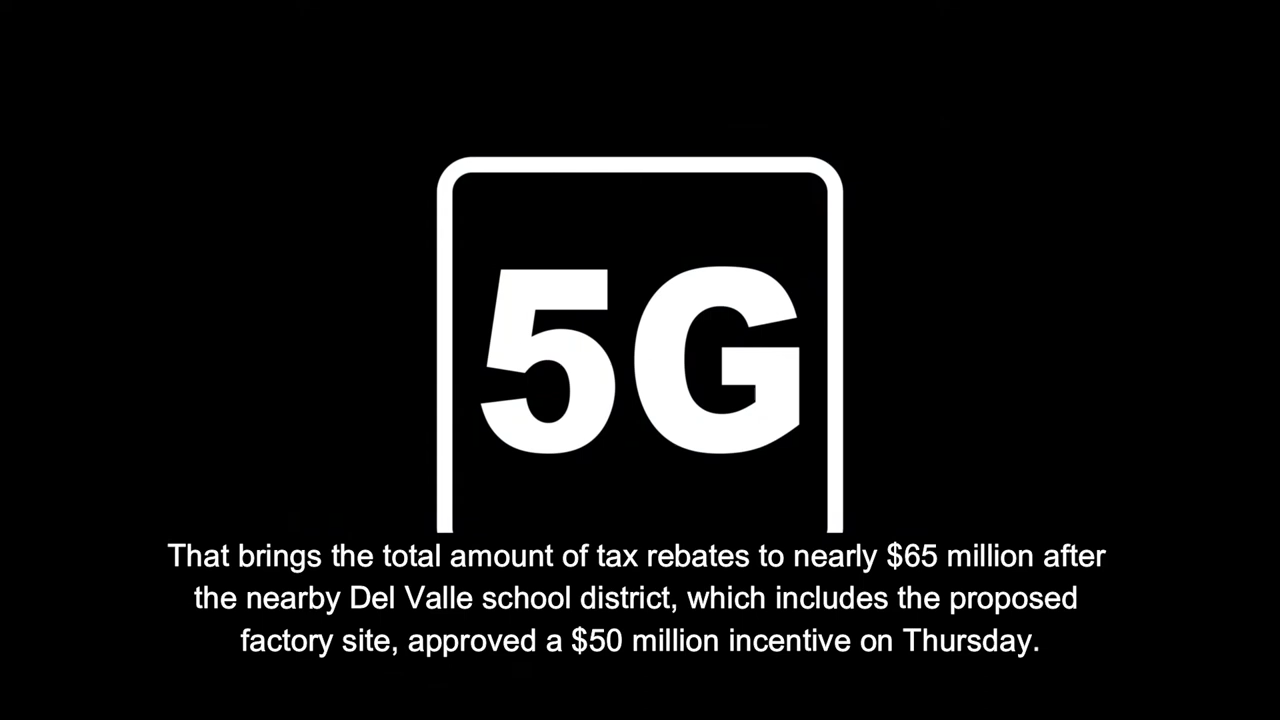 5G
That brings the total amount of tax rebates to nearly $65 million after
the nearby Del Valle school district, which includes the proposed
factory site, approved a $50 million incentive on Thursday.